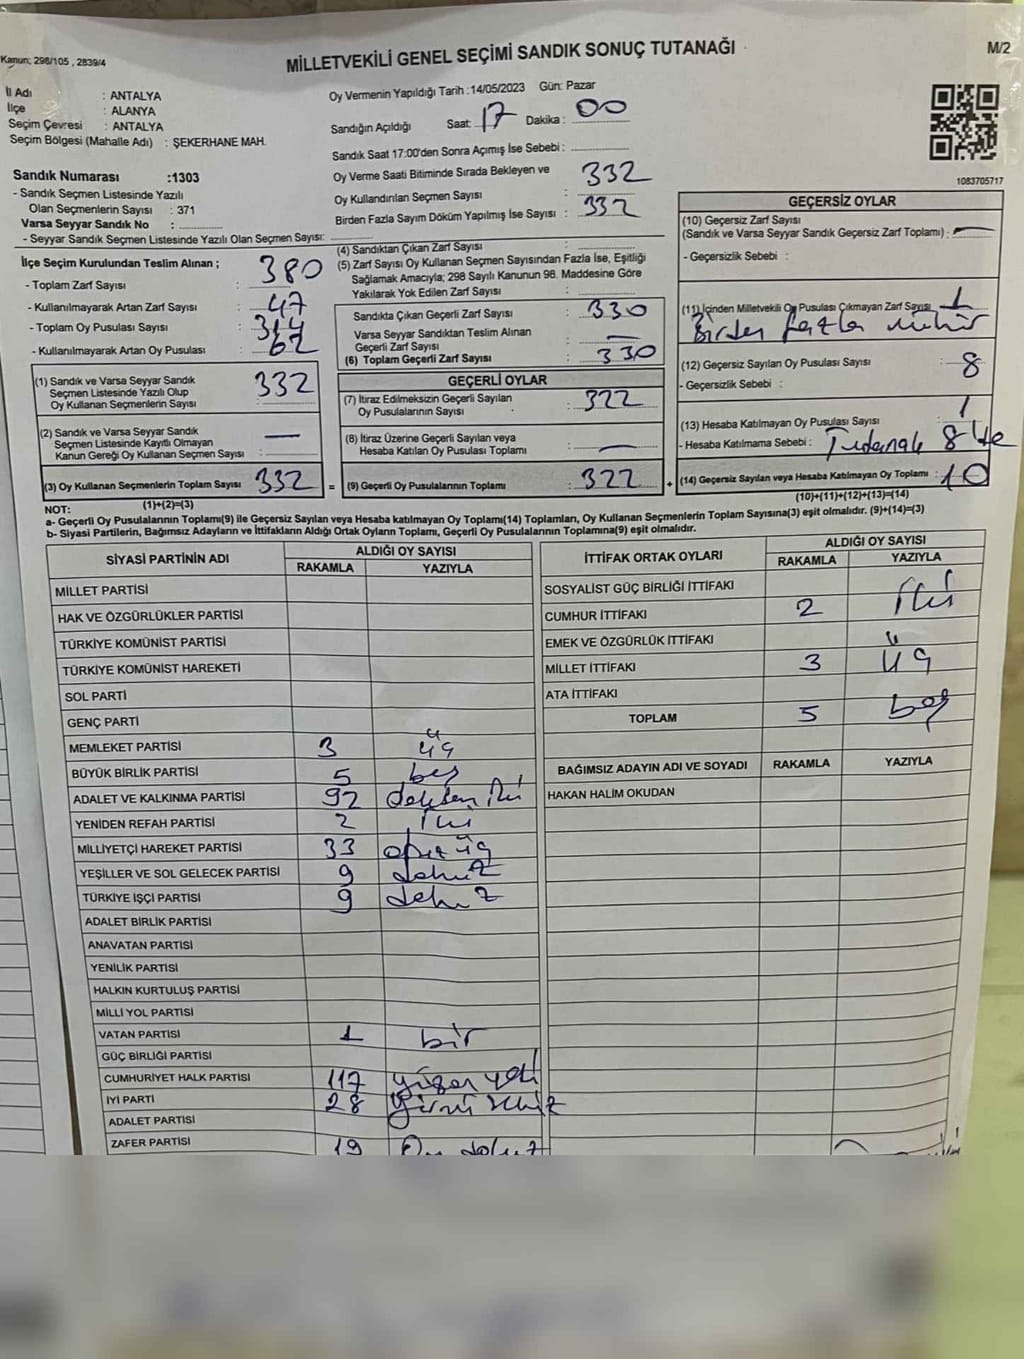 Kanun; 298/105 , 2839/4
MİLLETVEKİLİ GENEL SEÇİMİ SANDIK SONUÇ TUTANAĞI
M/2
İl Adı : ANTALYA
İlçe : ALANYA
Seçim Çevresi : ANTALYA
Seçim Bölgesi (Mahalle Adı) : ŞEKERHANE MAH.
Sandık Numarası :1303
- Sandık Seçmen Listesinde Yazılı
Olan Seçmenlerin Sayısı : 371
Varsa Seyyar Sandık No :
- Seyyar Sandık Seçmen Listesinde Yazılı Olan Seçmen Sayısı:
Oy Vermenin Yapıldığı Tarih :14/05/2023 Gün: Pazar
Sandığın Açıldığı Saat: 17 Dakika : 00
Sandık Saat 17:00'den Sonra Açımış İse Sebebi :
Oy Verme Saati Bitiminde Sırada Bekleyen ve
Oy Kullandırılan Seçmen Sayısı : 332
Birden Fazla Sayım Döküm Yapılmış İse Sayısı : 332
1083705717
İlçe Seçim Kurulundan Teslim Alınan ;
- Toplam Zarf Sayısı : 380
- Kullanılmayarak Artan Zarf Sayısı : 47
- Toplam Oy Pusulası Sayısı :
- Kullanılmayarak Artan Oy Pusulası : 62
(4) Sandıktan Çıkan Zarf Sayısı :
(5) Zarf Sayısı Oy Kullanan Seçmen Sayısından Fazla İse, Eşitliği
Sağlamak Amacıyla; 298 Sayılı Kanunun 98. Maddesine Göre
Yakılarak Yok Edilen Zarf Sayısı :
Sandıkta Çıkan Geçerli Zarf Sayısı : 330
Varsa Seyyar Sandıktan Teslim Alınan
Geçerli Zarf Sayısı : —
(6) Toplam Geçerli Zarf Sayısı : 330
GEÇERSİZ OYLAR
(10) Geçersiz Zarf Sayısı
(Sandık ve Varsa Seyyar Sandık Geçersiz Zarf Toplamı) : —
- Geçersizlik Sebebi :
(11) İçinden Milletvekili Oy Pusulası Çıkmayan Zarf Sayısı : 1
Birden fazla mühür
(12) Geçersiz Sayılan Oy Pusulası Sayısı : 8
- Geçersizlik Sebebi :
(13) Hesaba Katılmayan Oy Pusulası Sayısı : 1
- Hesaba Katılmama Sebebi : Tutanak
(14) Geçersiz Sayılan veya Hesaba Katılmayan Oy Toplamı : 10
(10)+(11)+(12)+(13)=(14)
(1) Sandık ve Varsa Seyyar Sandık
Seçmen Listesinde Yazılı Olup
Oy Kullanan Seçmenlerin Sayısı : 332
(2) Sandık ve Varsa Seyyar Sandık
Seçmen Listesinde Kayıtlı Olmayan
Kanun Gereği Oy Kullanan Seçmen Sayısı : —
(3) Oy Kullanan Seçmenlerin Toplam Sayısı 332 =
(1)+(2)=(3)
GEÇERLİ OYLAR
(7) İtiraz Edilmeksizin Geçerli Sayılan
Oy Pusulalarının Sayısı : 322
(8) İtiraz Üzerine Geçerli Sayılan veya
Hesaba Katılan Oy Pusulası Toplamı : —
(9) Geçerli Oy Pusulalarının Toplamı : 322 +
NOT:
a- Geçerli Oy Pusulalarının Toplamı(9) ile Geçersiz Sayılan veya Hesaba katılmayan Oy Toplamı(14) Toplamları, Oy Kullanan Seçmenlerin Toplam Sayısına(3) eşit olmalıdır. (9)+(14)=(3)
b- Siyasi Partilerin, Bağımsız Adayların ve İttifakların Aldığı Ortak Oyların Toplamı, Geçerli Oy Pusulalarının Toplamına(9) eşit olmalıdır.
SİYASİ PARTİNİN ADI ALDIĞI OY SAYISI
RAKAMLA YAZIYLA
MİLLET PARTİSİ
HAK VE ÖZGÜRLÜKLER PARTİSİ
TÜRKİYE KOMÜNİST PARTİSİ
TÜRKİYE KOMÜNİST HAREKETİ
SOL PARTİ
GENÇ PARTİ
MEMLEKET PARTİSİ 3 üç
BÜYÜK BİRLİK PARTİSİ 5 beş
ADALET VE KALKINMA PARTİSİ 92 doksan iki
YENİDEN REFAH PARTİSİ 2 iki
MİLLİYETÇİ HAREKET PARTİSİ 33 otuz üç
YEŞİLLER VE SOL GELECEK PARTİSİ 9 dokuz
TÜRKİYE İŞÇİ PARTİSİ 9 dokuz
ADALET BİRLİK PARTİSİ
ANAVATAN PARTİSİ
YENİLİK PARTİSİ
HALKIN KURTULUŞ PARTİSİ
MİLLİ YOL PARTİSİ
VATAN PARTİSİ 1 bir
GÜÇ BİRLİĞİ PARTİSİ
CUMHURİYET HALK PARTİSİ 117 yüzon yedi
İYİ PARTİ 28 yirmi sekiz
ADALET PARTİSİ
ZAFER PARTİSİ 19 On dokuz
İTTİFAK ORTAK OYLARI ALDIĞI OY SAYISI
RAKAMLA YAZIYLA
SOSYALİST GÜÇ BİRLİĞİ İTTİFAKI
CUMHUR İTTİFAKI 2 iki
EMEK VE ÖZGÜRLÜK İTTİFAKI
MİLLET İTTİFAKI 3 üç
ATA İTTİFAKI
TOPLAM 5 beş
BAĞIMSIZ ADAYIN ADI VE SOYADI RAKAMLA YAZIYLA
HAKAN HALİM OKUDAN